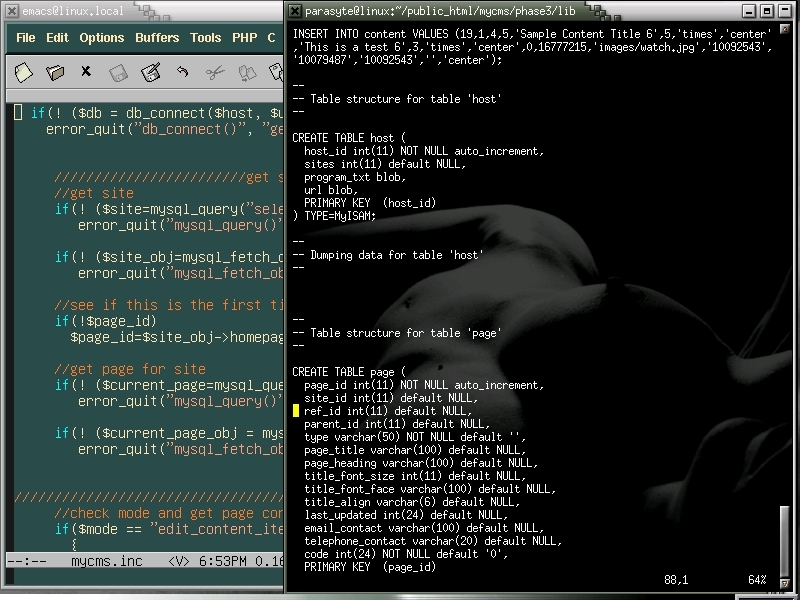 emacs@linux.local
File Edit Options Buffers Tools PHP C
if(! ($db = db_connect($host, $u
error_quit("db_connect()", "ge
/////////////////////////get s
//get site
if(! ($site=mysql_query("sele
error_quit("mysql_query()"
if(! ($site_obj=mysql_fetch_o
error_quit("mysql_fetch_ob
//see if this is the first ti
if(!$page_id)
$page_id=$site_obj->homepag
//get page for site
if(! ($current_page=mysql_que
error_quit("mysql_query()"
if(! ($current_page_obj = mys
error_quit("mysql_fetch_ob
//////////////////////////////////
//check mode and get page con
if($mode == "edit_content_ite
{
--:-- mycms.inc <V> 6:53PM 0.16
parasyte@linux:~/public_html/mycms/phase3/lib
INSERT INTO content VALUES (19,1,4,5,'Sample Content Title 6',5,'times','center'
,'This is a test 6',3,'times','center',0,16777215,'images/watch.jpg','10092543','
10079487','10092543','','center');
--
-- Table structure for table 'host'
--
CREATE TABLE host (
host_id int(11) NOT NULL auto_increment,
sites int(11) default NULL,
program_txt blob,
url blob,
PRIMARY KEY (host_id)
) TYPE=MyISAM;
--
-- Dumping data for table 'host'
--
--
-- Table structure for table 'page'
--
CREATE TABLE page (
page_id int(11) NOT NULL auto_increment,
site_id int(11) default NULL,
ref_id int(11) default NULL,
parent_id int(11) default NULL,
type varchar(50) NOT NULL default '',
page_title varchar(100) default NULL,
page_heading varchar(100) default NULL,
title_font_size int(11) default NULL,
title_font_face varchar(100) default NULL,
title_align varchar(6) default NULL,
last_updated int(24) default NULL,
email_contact varchar(100) default NULL,
telephone_contact varchar(20) default NULL,
code int(24) NOT NULL default '0',
PRIMARY KEY (page_id)
88,1 64%